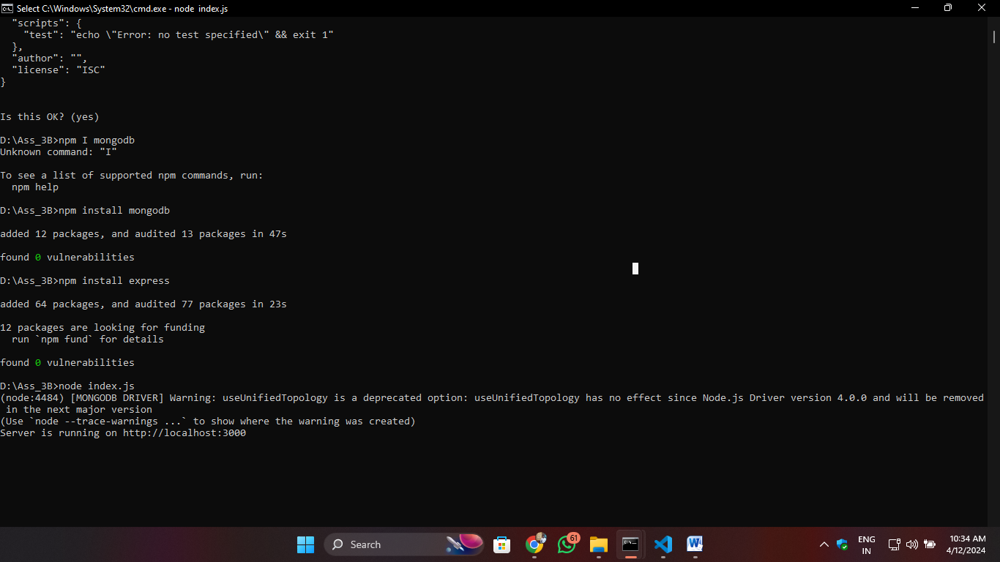 Select C:\Windows\System32\cmd.exe - node index.js
"scripts": {
"test": "echo \"Error: no test specified\" && exit 1"
},
"author": "",
"license": "ISC"
}
Is this OK? (yes)
D:\Ass_3B>npm I mongodb
Unknown command: "I"
To see a list of supported npm commands, run:
npm help
D:\Ass_3B>npm install mongodb
added 12 packages, and audited 13 packages in 47s
found 0 vulnerabilities
D:\Ass_3B>npm install express
added 64 packages, and audited 77 packages in 23s
12 packages are looking for funding
run `npm fund` for details
found 0 vulnerabilities
D:\Ass_3B>node index.js
(node:4484) [MONGODB DRIVER] Warning: useUnifiedTopology is a deprecated option: useUnifiedTopology has no effect since Node.js Driver version 4.0.0 and will be removed
in the next major version
(Use `node --trace-warnings ...` to show where the warning was created)
Server is running on http://localhost:3000
Search
61
ENG
IN
10:34 AM
4/12/2024